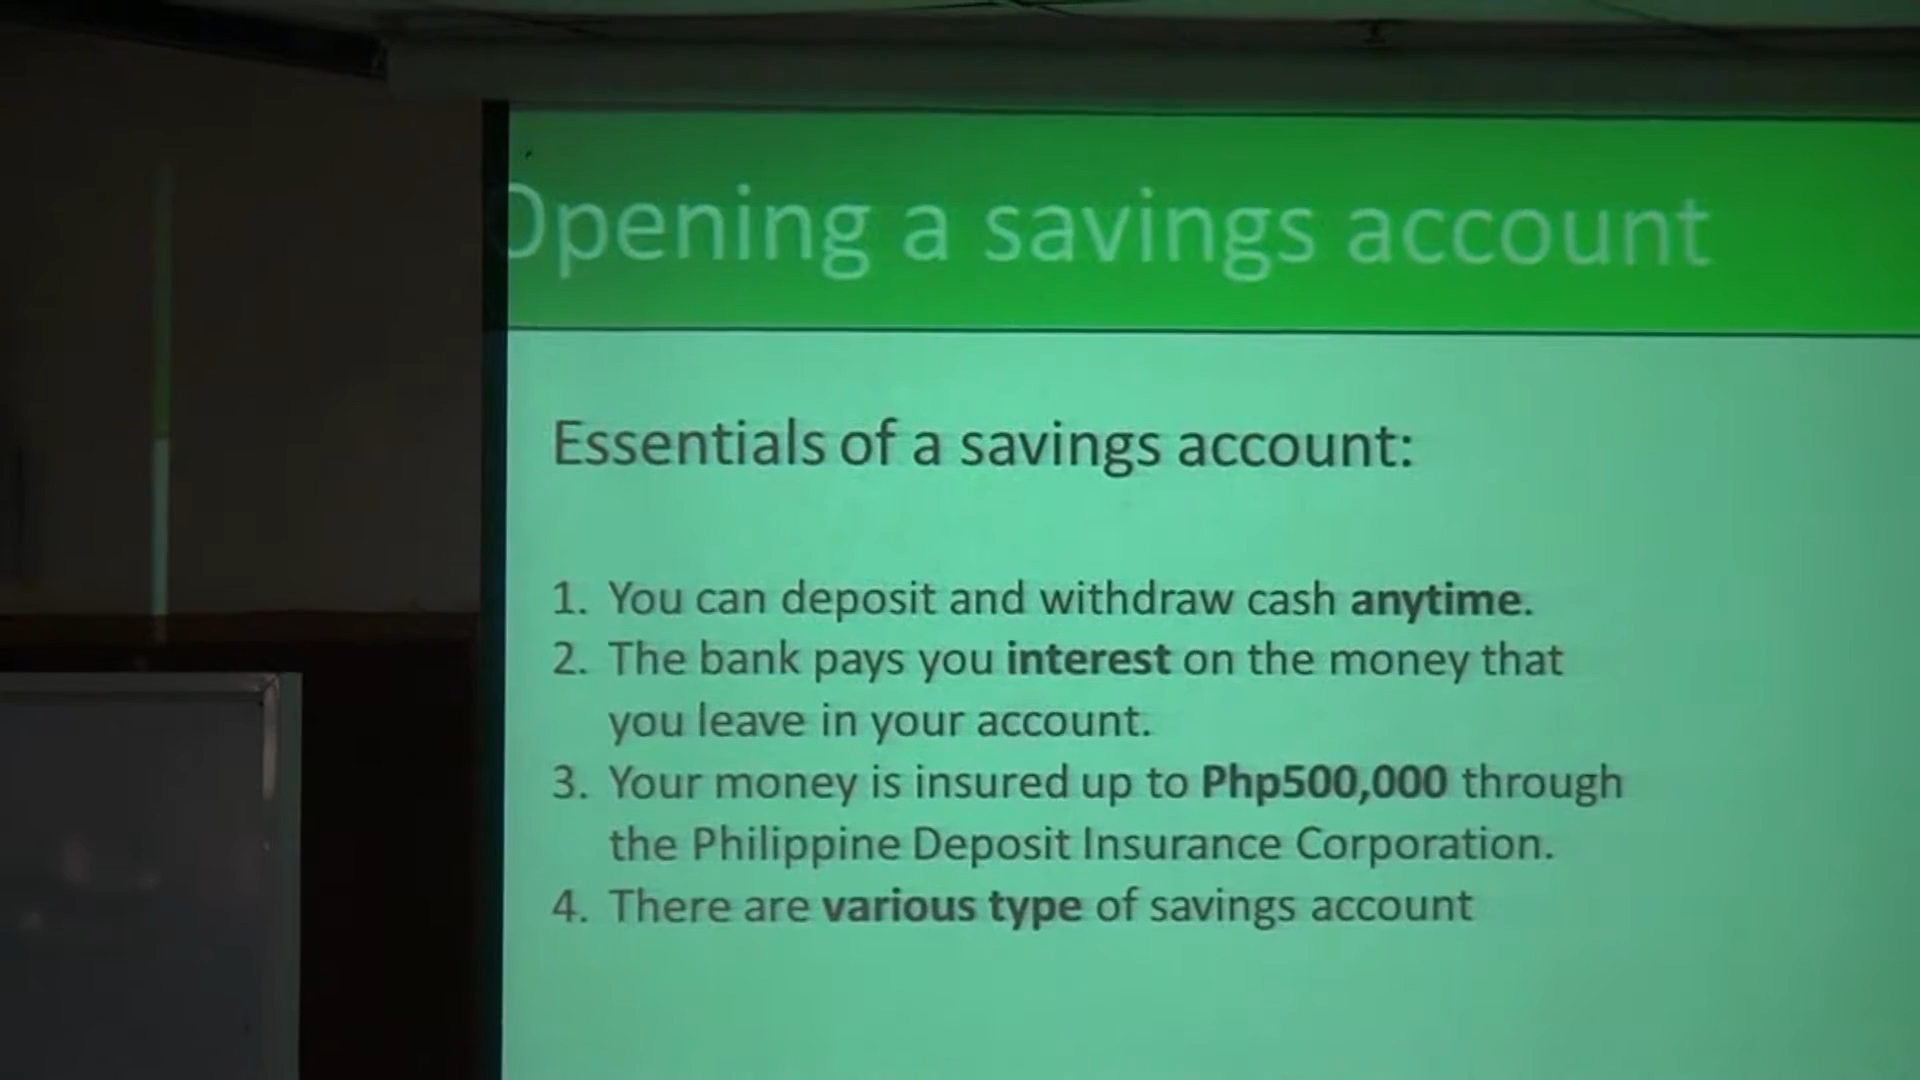 Opening a savings account
Essentials of a savings account:
1. You can deposit and withdraw cash anytime.
2. The bank pays you interest on the money that
you leave in your account.
3. Your money is insured up to Php500,000 through
the Philippine Deposit Insurance Corporation.
4. There are various type of savings account